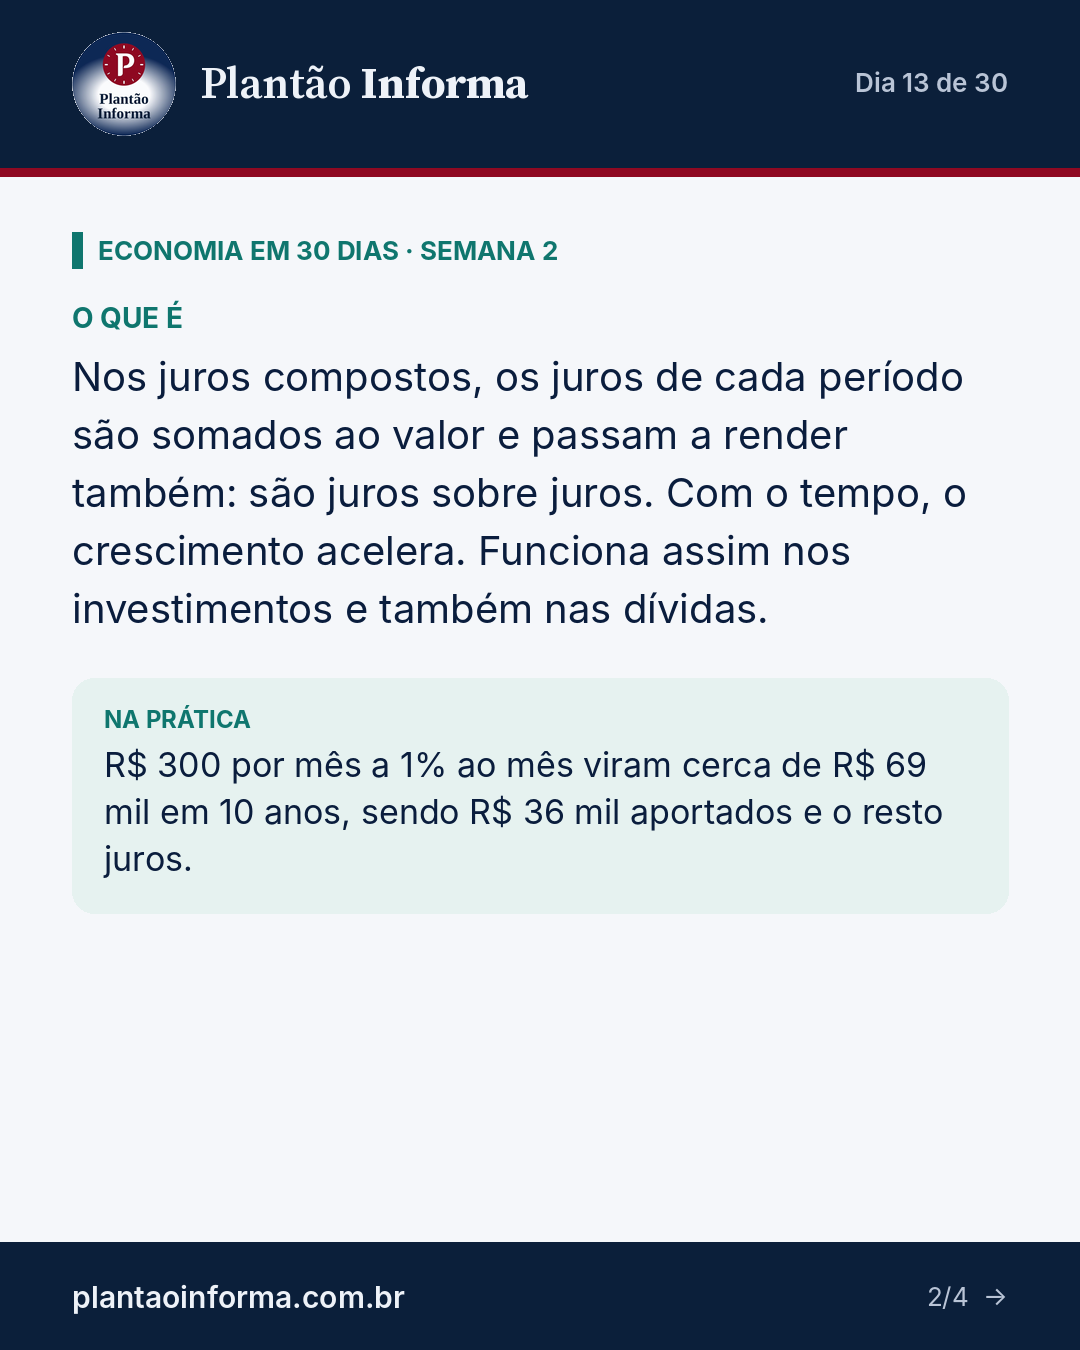 P
Plantão
Informa
Plantão Informa
Dia 13 de 30
ECONOMIA EM 30 DIAS · SEMANA 2
O QUE É
Nos juros compostos, os juros de cada período
são somados ao valor e passam a render
também: são juros sobre juros. Com o tempo, o
crescimento acelera. Funciona assim nos
investimentos e também nas dívidas.
NA PRÁTICA
R$ 300 por mês a 1% ao mês viram cerca de R$ 69
mil em 10 anos, sendo R$ 36 mil aportados e o resto
juros.
plantaoinforma.com.br
2/4 →